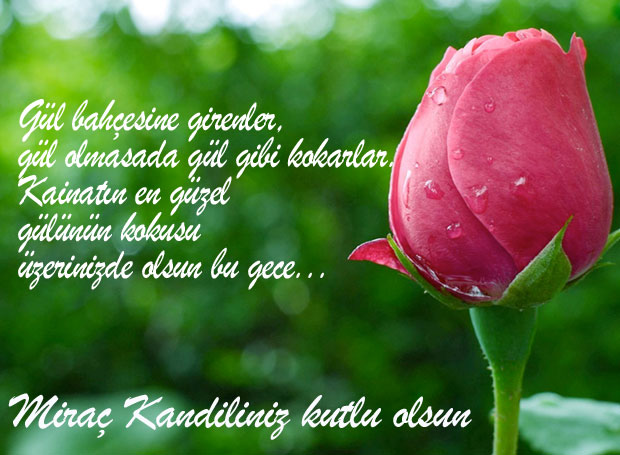 Gül bahçesine girenler,
gül olmasada gül gibi kokarlar.
Kainatın en güzel
gülünün kokusu
üzerinizde olsun bu gece...
Miraç Kandiliniz kutlu olsun